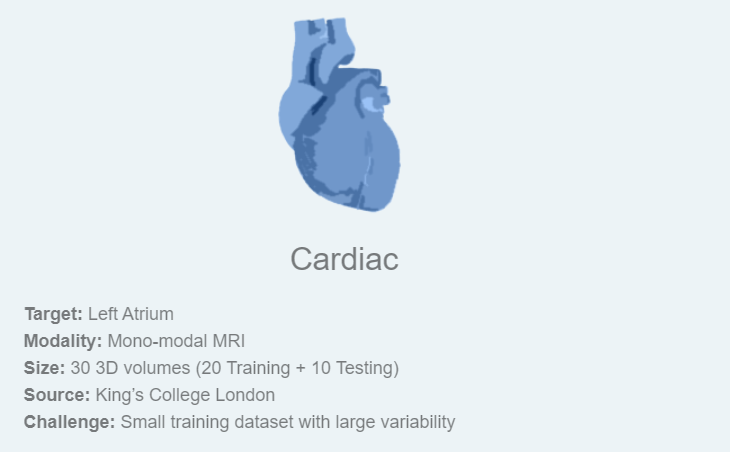 Cardiac
Target: Left Atrium
Modality: Mono-modal MRI
Size: 30 3D volumes (20 Training + 10 Testing)
Source: King’s College London
Challenge: Small training dataset with large variability